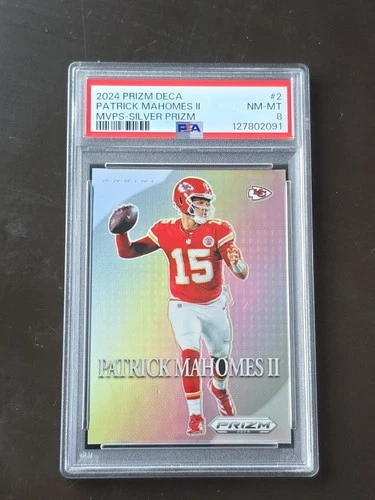 2024 PRIZM DECA #2
PATRICK MAHOMES II NM-MT
MVPS-SILVER PRIZM 8
PSA 127802091
PANINI
15
PATRICK MAHOMES II
PRIZM